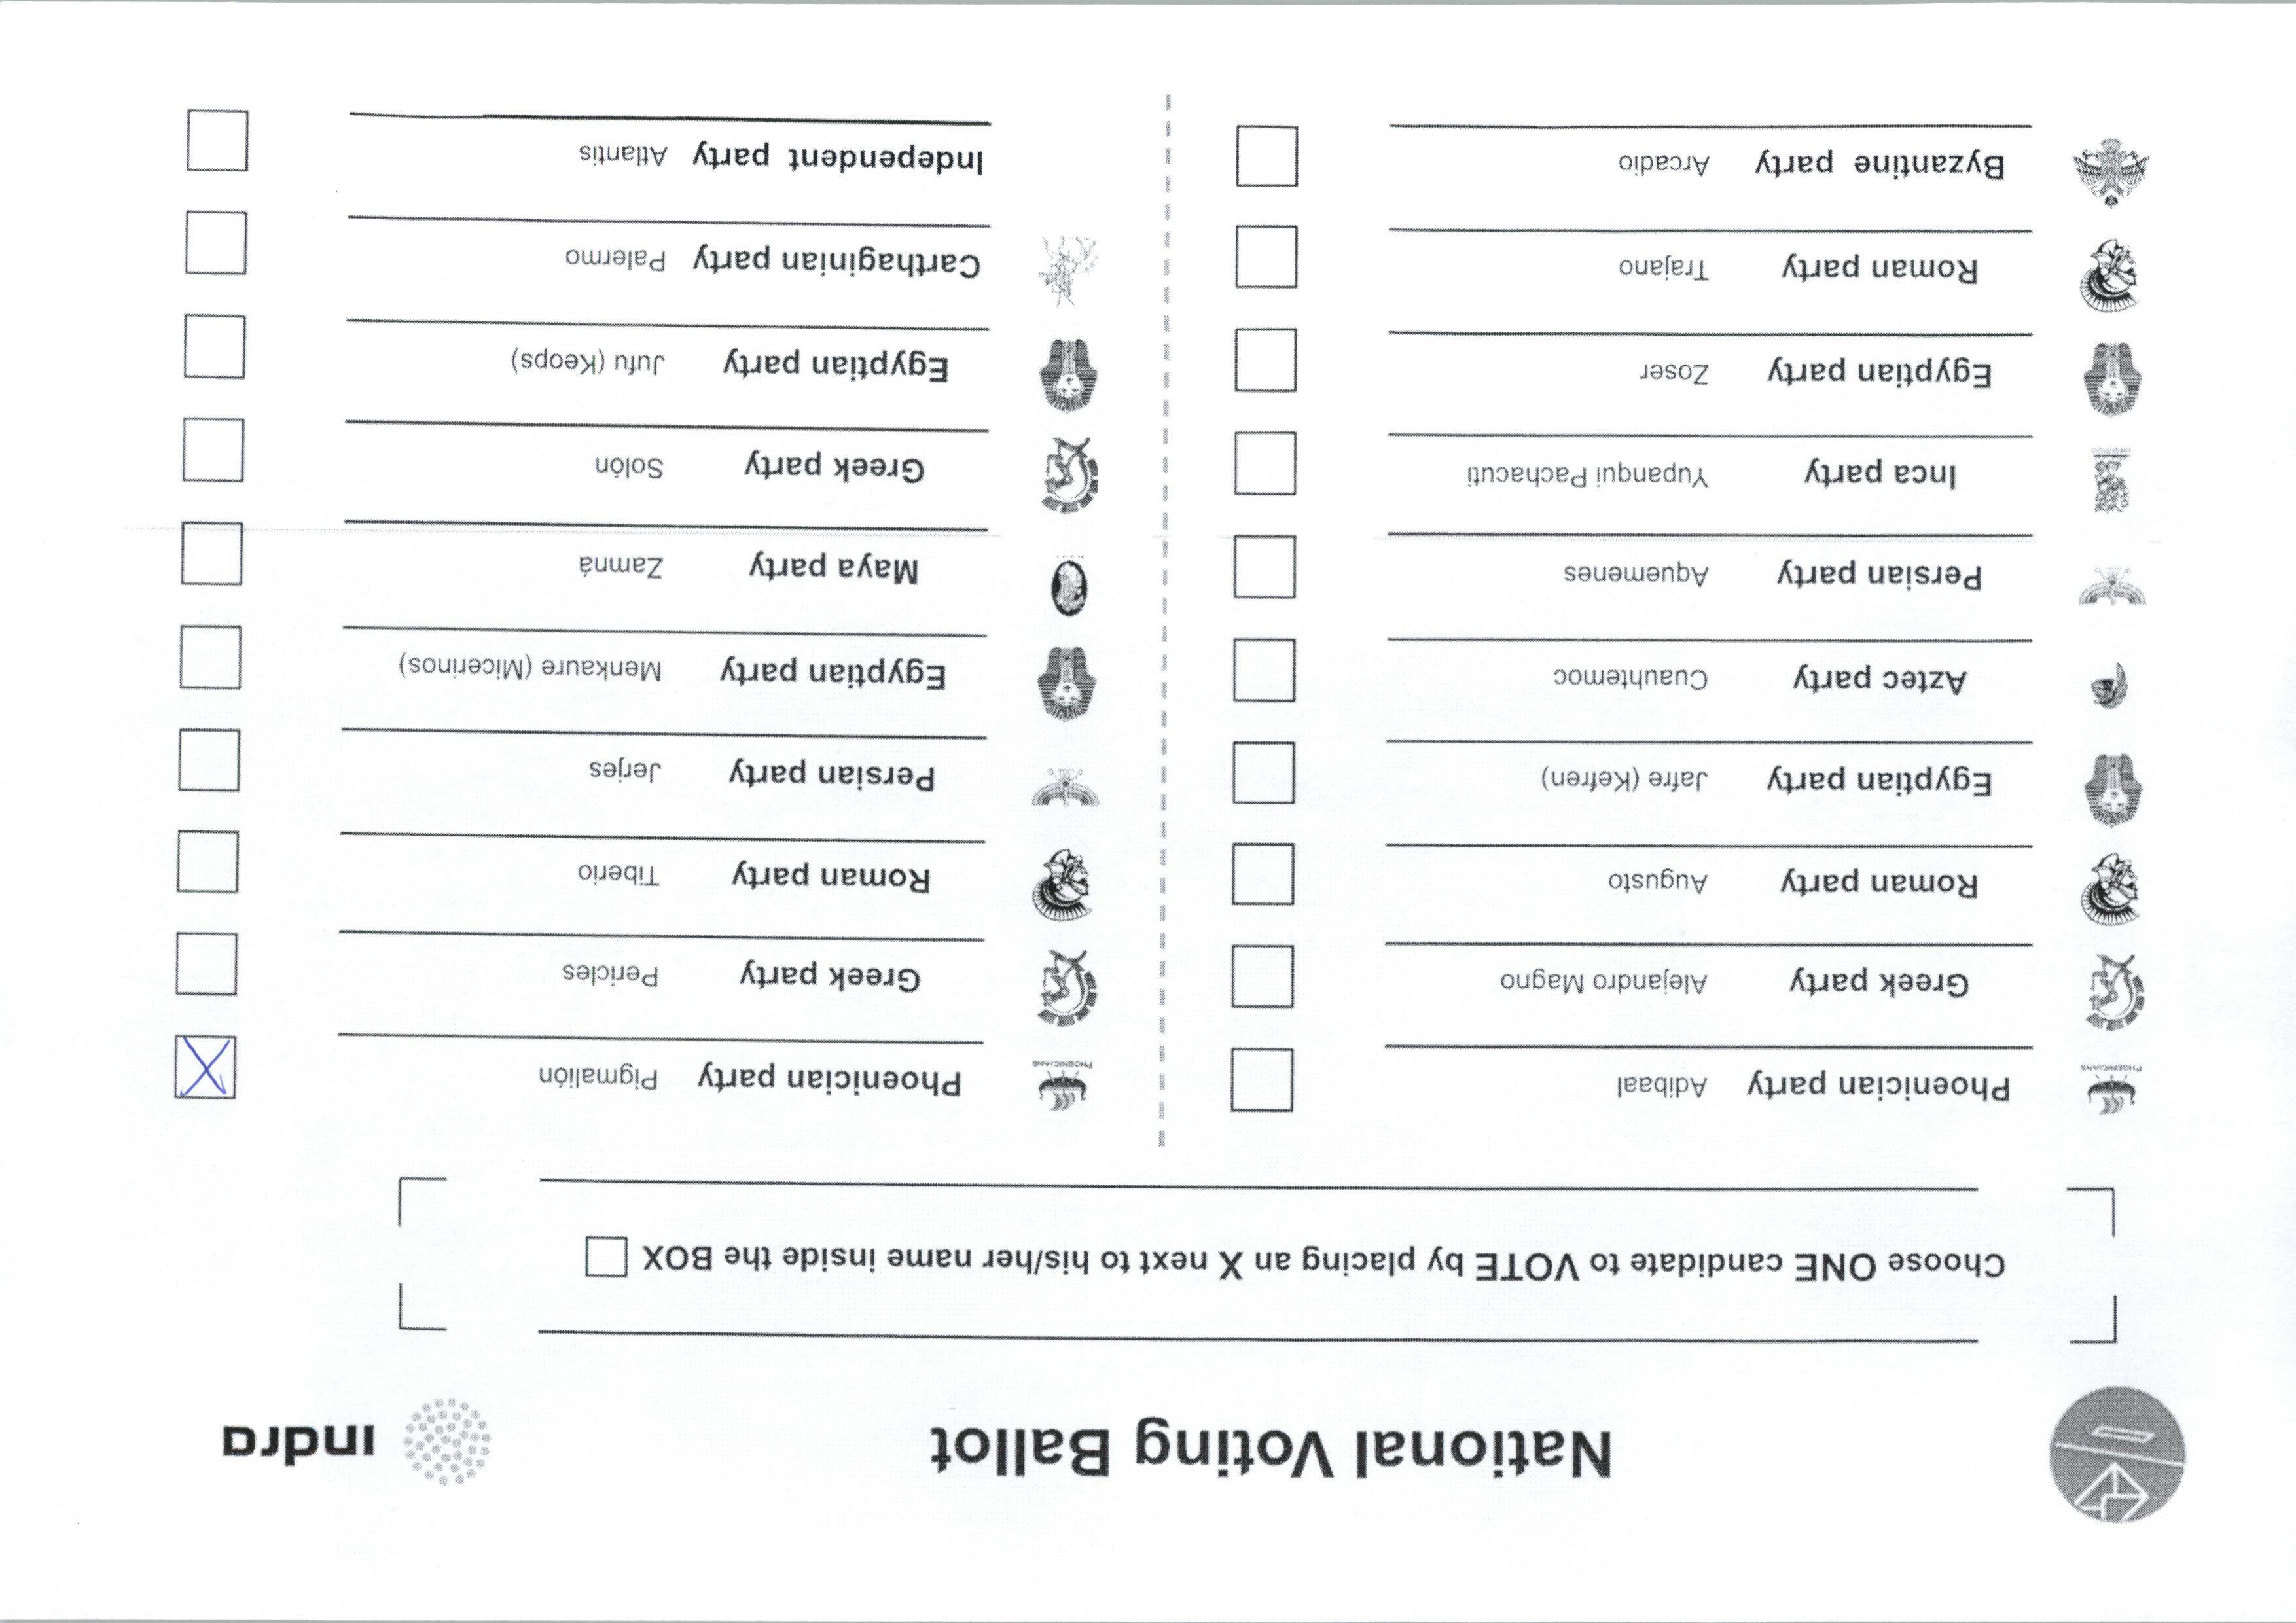 National Voting Ballot
indra
Choose ONE candidate to VOTE by placing an X next to his/her name inside the BOX
PHOENICIANS
Phoenician party Adibaal
Greek party Alejandro Magno
Roman party Augusto
Egyptian party Jafre (Kefren)
Aztec party Cuauhtemoc
Persian party Aquemenes
Inca party Yupanqui Pachacuti
Egyptian party Zoser
Roman party Trajano
Byzantine party Arcadio
PHOENICIANS
Phoenician party Pigmalión X
Greek party Pericles
Roman party Tiberio
Persian party Jerjes
Egyptian party Menkaure (Micerinos)
Maya party Zamná
Greek party Solón
Egyptian party Jufu (Keops)
Carthaginian party Palermo
Independent party Atlantis